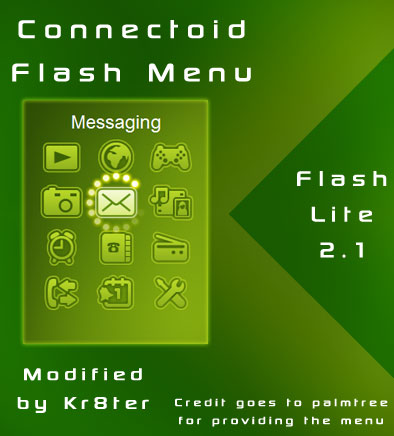 Connectoid
Flash Menu
Messaging
Flash
Lite
2.1
1
Modified
by Kr8ter
Credit goes to palmtree
for providing the menu